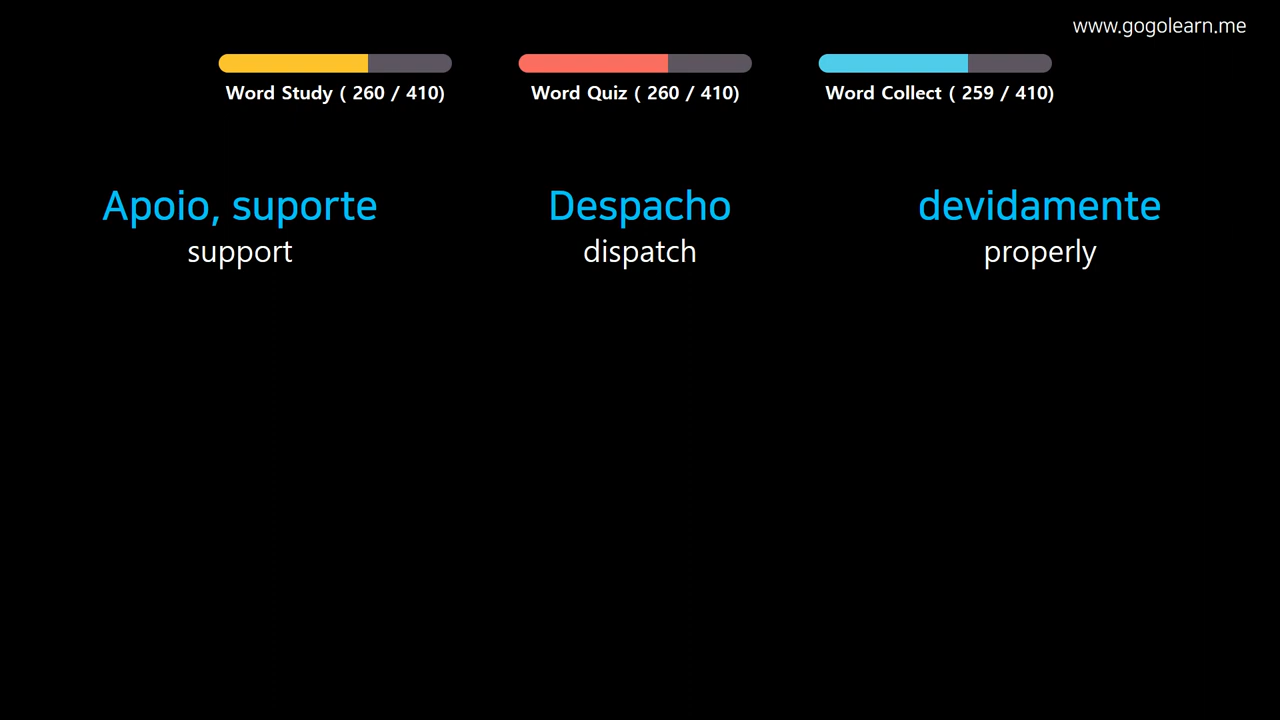 www.gogolearn.me
Word Study ( 260 / 410)
Word Quiz ( 260 / 410)
Word Collect ( 259 / 410)
Apoio, suporte
support
Despacho
dispatch
devidamente
properly